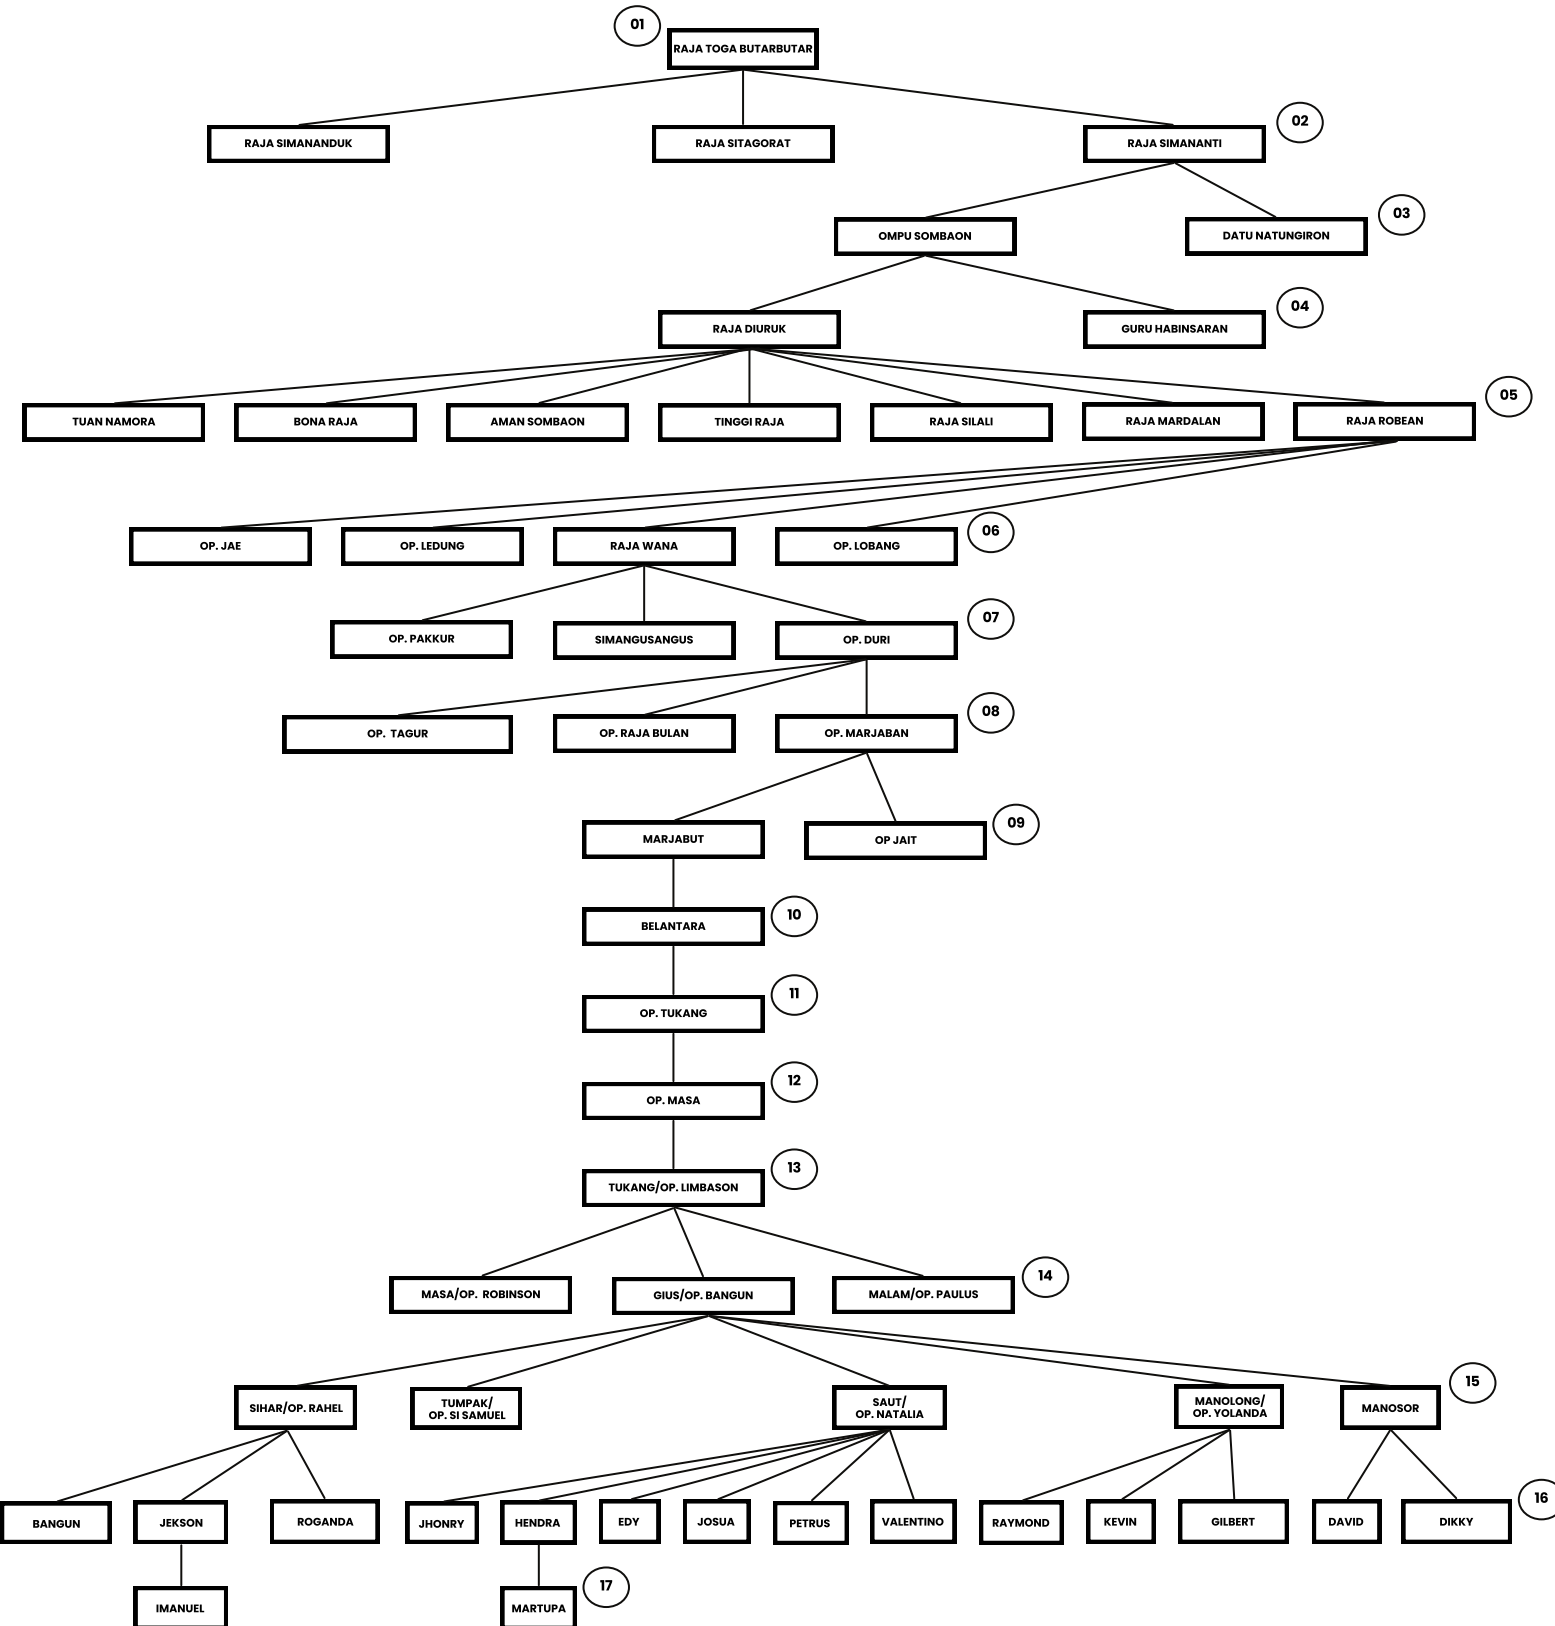 01
RAJA TOGA BUTARBUTAR
02
RAJA SIMANANDUK
RAJA SITAGORAT
RAJA SIMANANTI
03
OMPU SOMBAON
DATU NATUNGIRON
04
RAJA DIURUK
GURU HABINSARAN
05
TUAN NAMORA
BONA RAJA
AMAN SOMBAON
TINGGI RAJA
RAJA SILALI
RAJA MARDALAN
RAJA ROBEAN
06
OP. JAE
OP. LEDUNG
RAJA WANA
OP. LOBANG
07
OP. PAKKUR
SIMANGUSANGUS
OP. DURI
08
OP. TAGUR
OP. RAJA BULAN
OP. MARJABAN
09
MARJABUT
OP JAIT
10
BELANTARA
11
OP. TUKANG
12
OP. MASA
13
TUKANG/OP. LIMBASON
14
MASA/OP. ROBINSON
GIUS/OP. BANGUN
MALAM/OP. PAULUS
15
SIHAR/OP. RAHEL
TUMPAK/
OP. SI SAMUEL
SAUT/
OP. NATALIA
MANOLONG/
OP. YOLANDA
MANOSOR
16
BANGUN
JEKSON
ROGANDA
JHONRY
HENDRA
EDY
JOSUA
PETRUS
VALENTINO
RAYMOND
KEVIN
GILBERT
DAVID
DIKKY
17
IMANUEL
MARTUPA